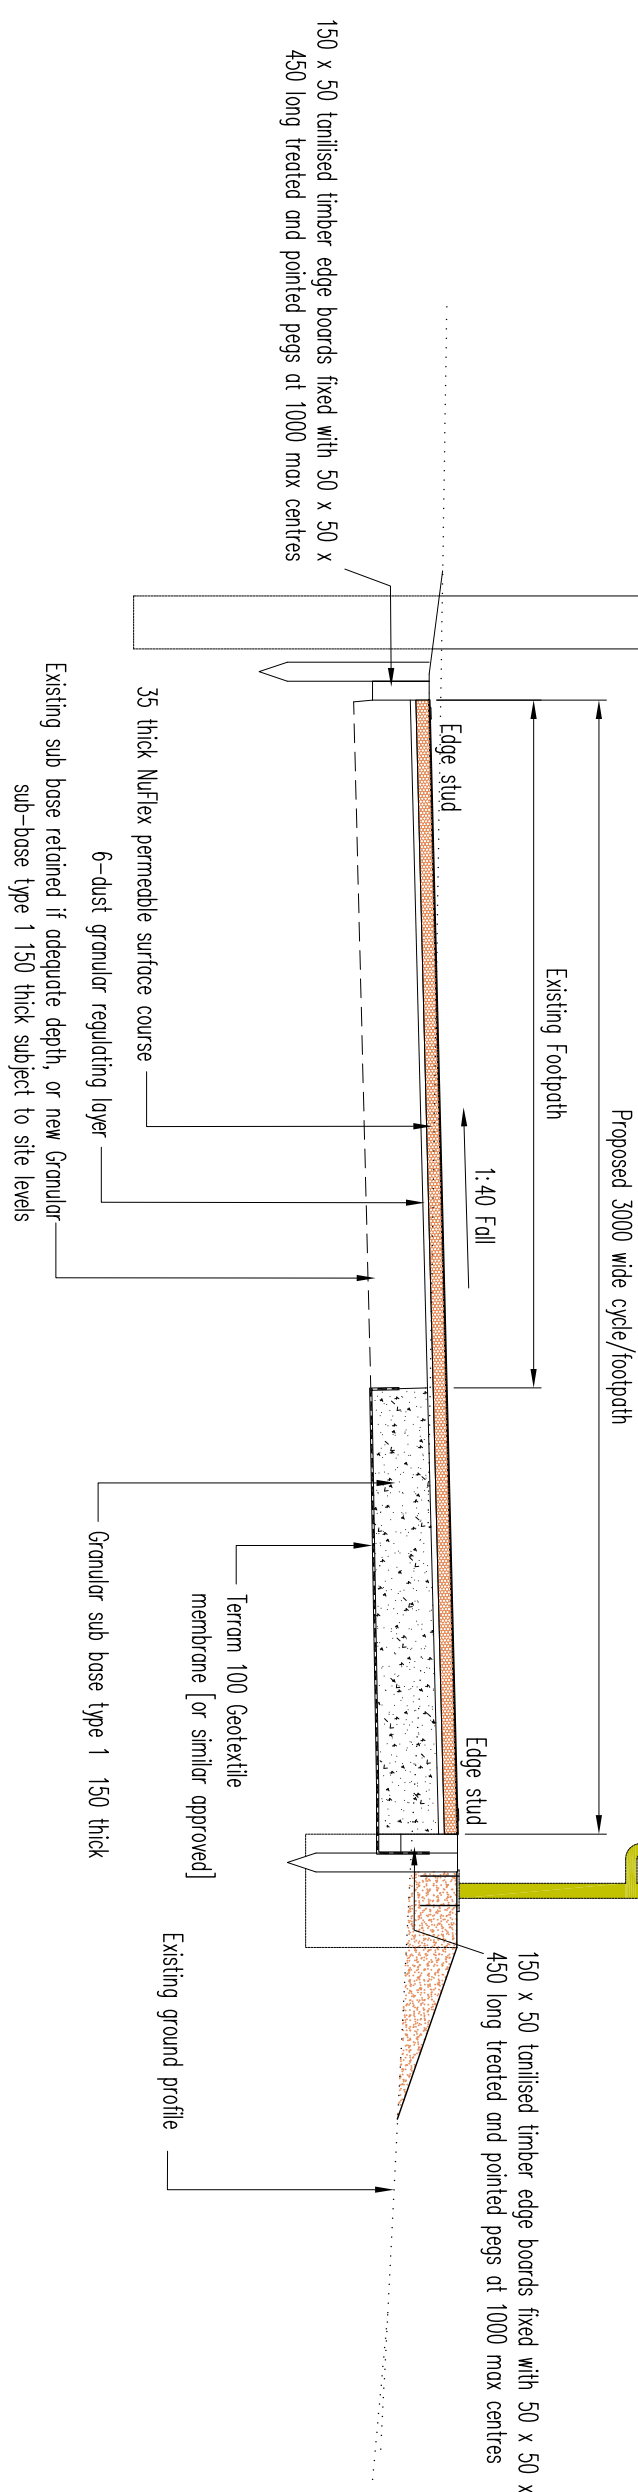 Proposed 3000 wide cycle/footpath
Existing Footpath
1:40 Fall
Edge stud
Edge stud
150 x 50 tanilised timber edge boards fixed with 50 x 50 x
450 long treated and pointed pegs at 1000 max centres
150 x 50 tanilised timber edge boards fixed with 50 x 50 x
450 long treated and pointed pegs at 1000 max centres
35 thick NuFlex permeable surface course
6-dust granular regulating layer
Existing sub base retained if adequate depth, or new Granular
sub-base type 1 150 thick subject to site levels
Terram 100 Geotextile
membrane [or similar approved]
Granular sub base type 1 150 thick
Existing ground profile